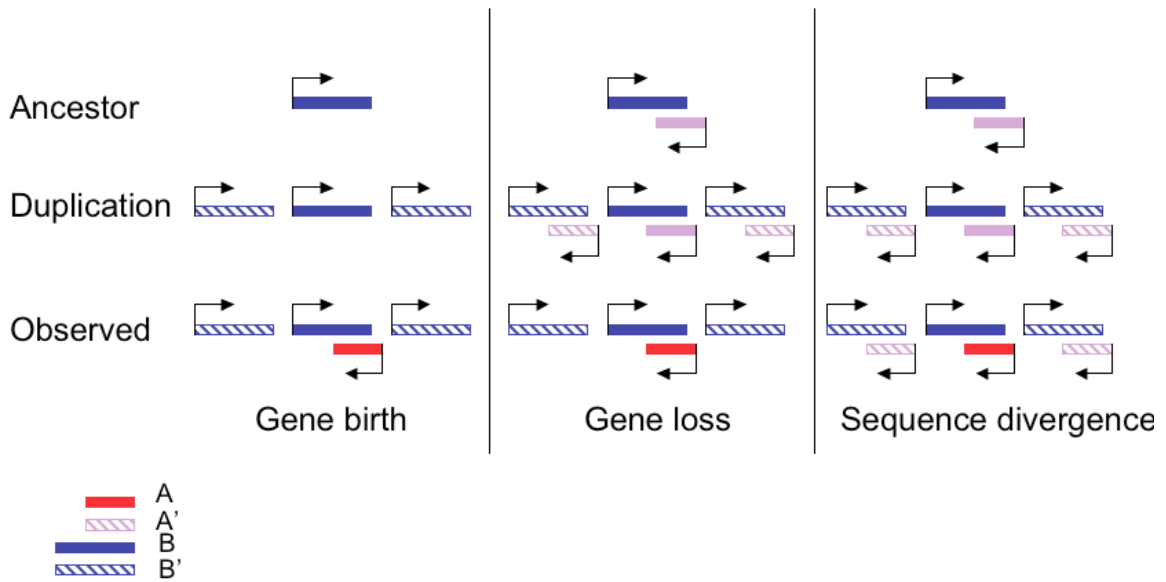 Ancestor
Duplication
Observed
Gene birth
Gene loss
Sequence divergence
A
A'
B
B'